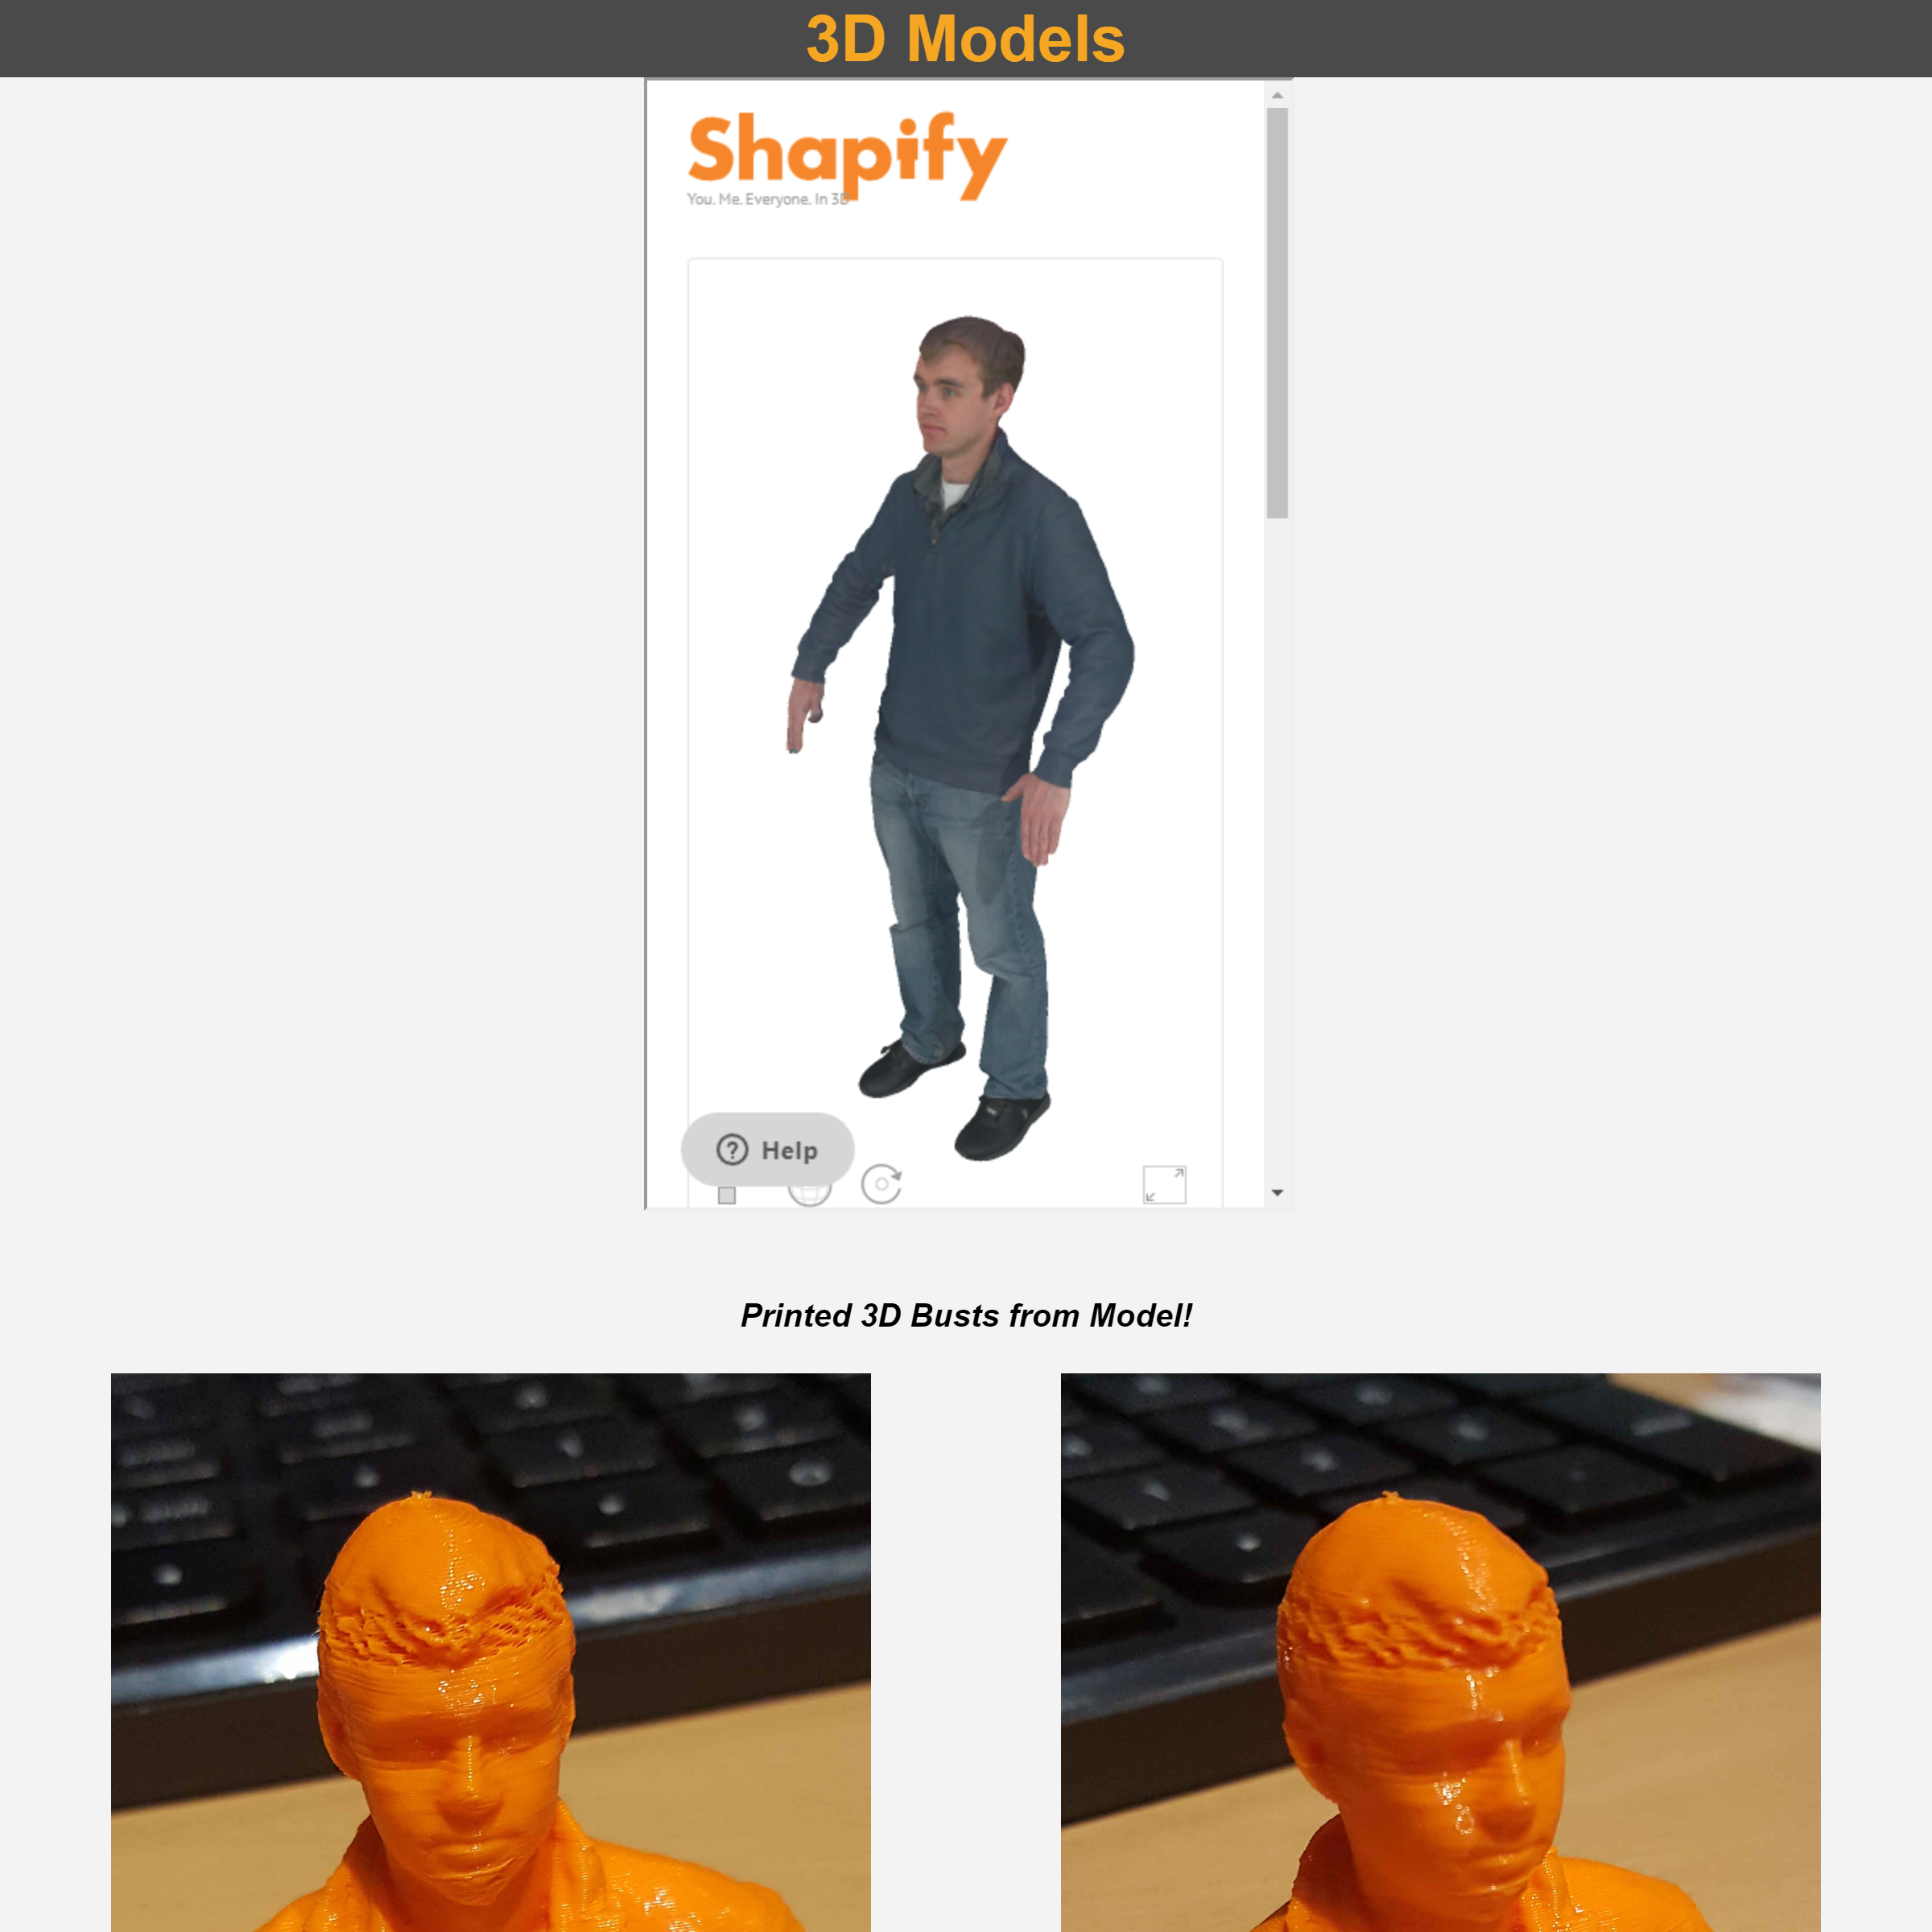 3D Models
Shapify
You. Me. Everyone. In 3D
Help
Printed 3D Busts from Model!